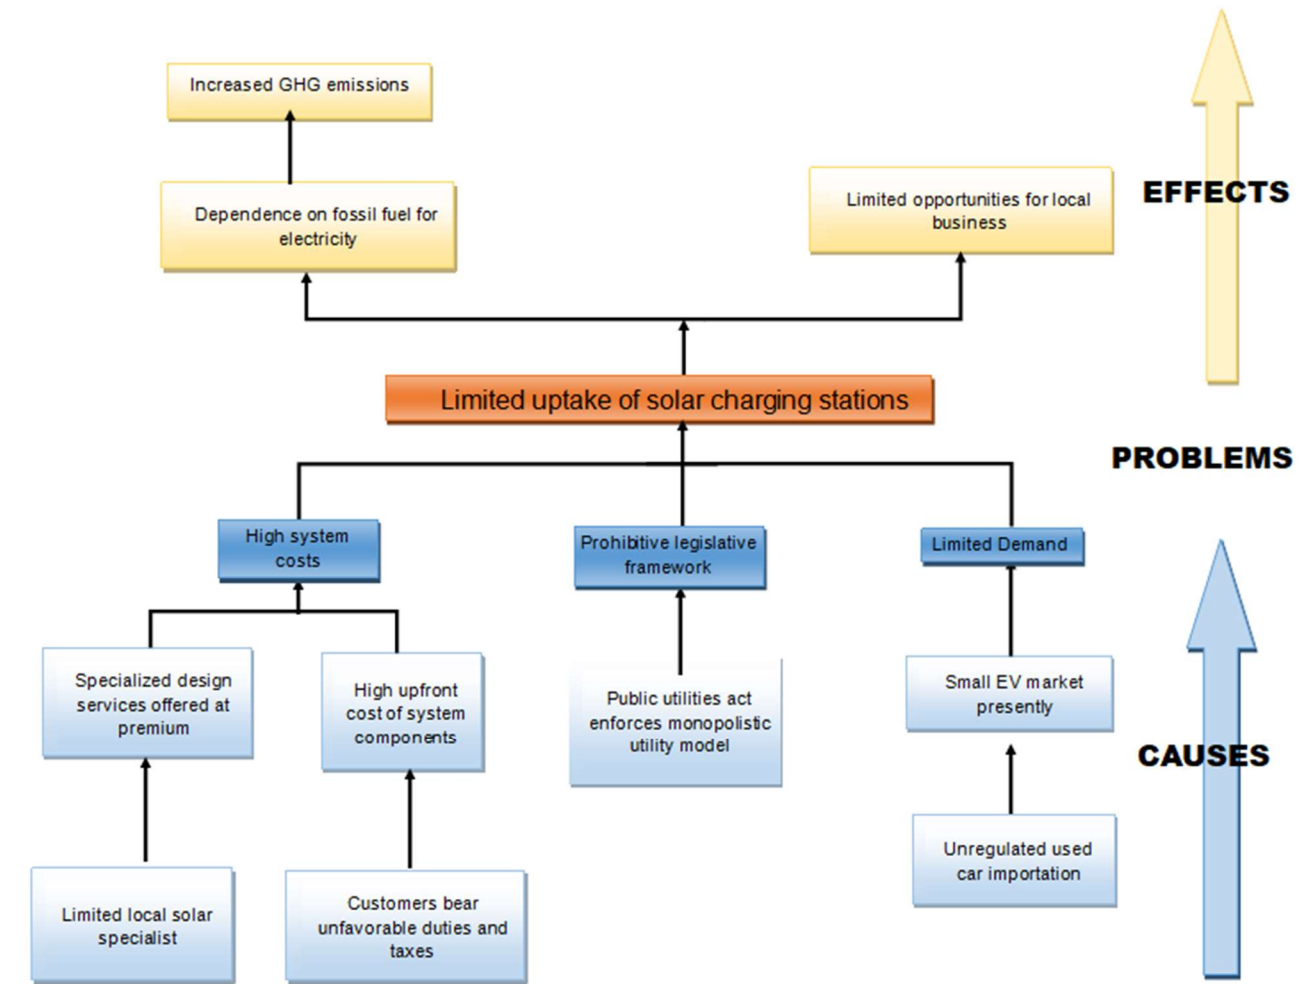 Increased GHG emissions
EFFECTS
Dependence on fossil fuel for
electricity
Limited opportunities for local
business
Limited uptake of solar charging stations
PROBLEMS
High system
costs
Prohibitive legislative
framework
Limited Demand
Specialized design
services offered at
premium
High upfront
cost of system
components
Public utilities act
enforces monopolistic
utility model
Small EV market
presently
CAUSES
Limited local solar
specialist
Customers bear
unfavorable duties and
taxes
Unregulated used
car importation